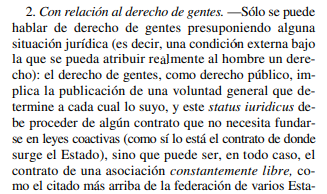 2. Con relación al derecho de gentes. —Sólo se puede
hablar de derecho de gentes presuponiendo alguna
situación jurídica (es decir, una condición externa bajo
la que se pueda atribuir realmente al hombre un dere-
cho): el derecho de gentes, como derecho público, im-
plica la publicación de una voluntad general que de-
termine a cada cual lo suyo, y este status iuridicus de-
be proceder de algún contrato que no necesita fundar-
se en leyes coactivas (como sí lo está el contrato de donde
surge el Estado), sino que puede ser, en todo caso, el
contrato de una asociación constantemente libre, co-
mo el citado más arriba de la federación de varios Esta-